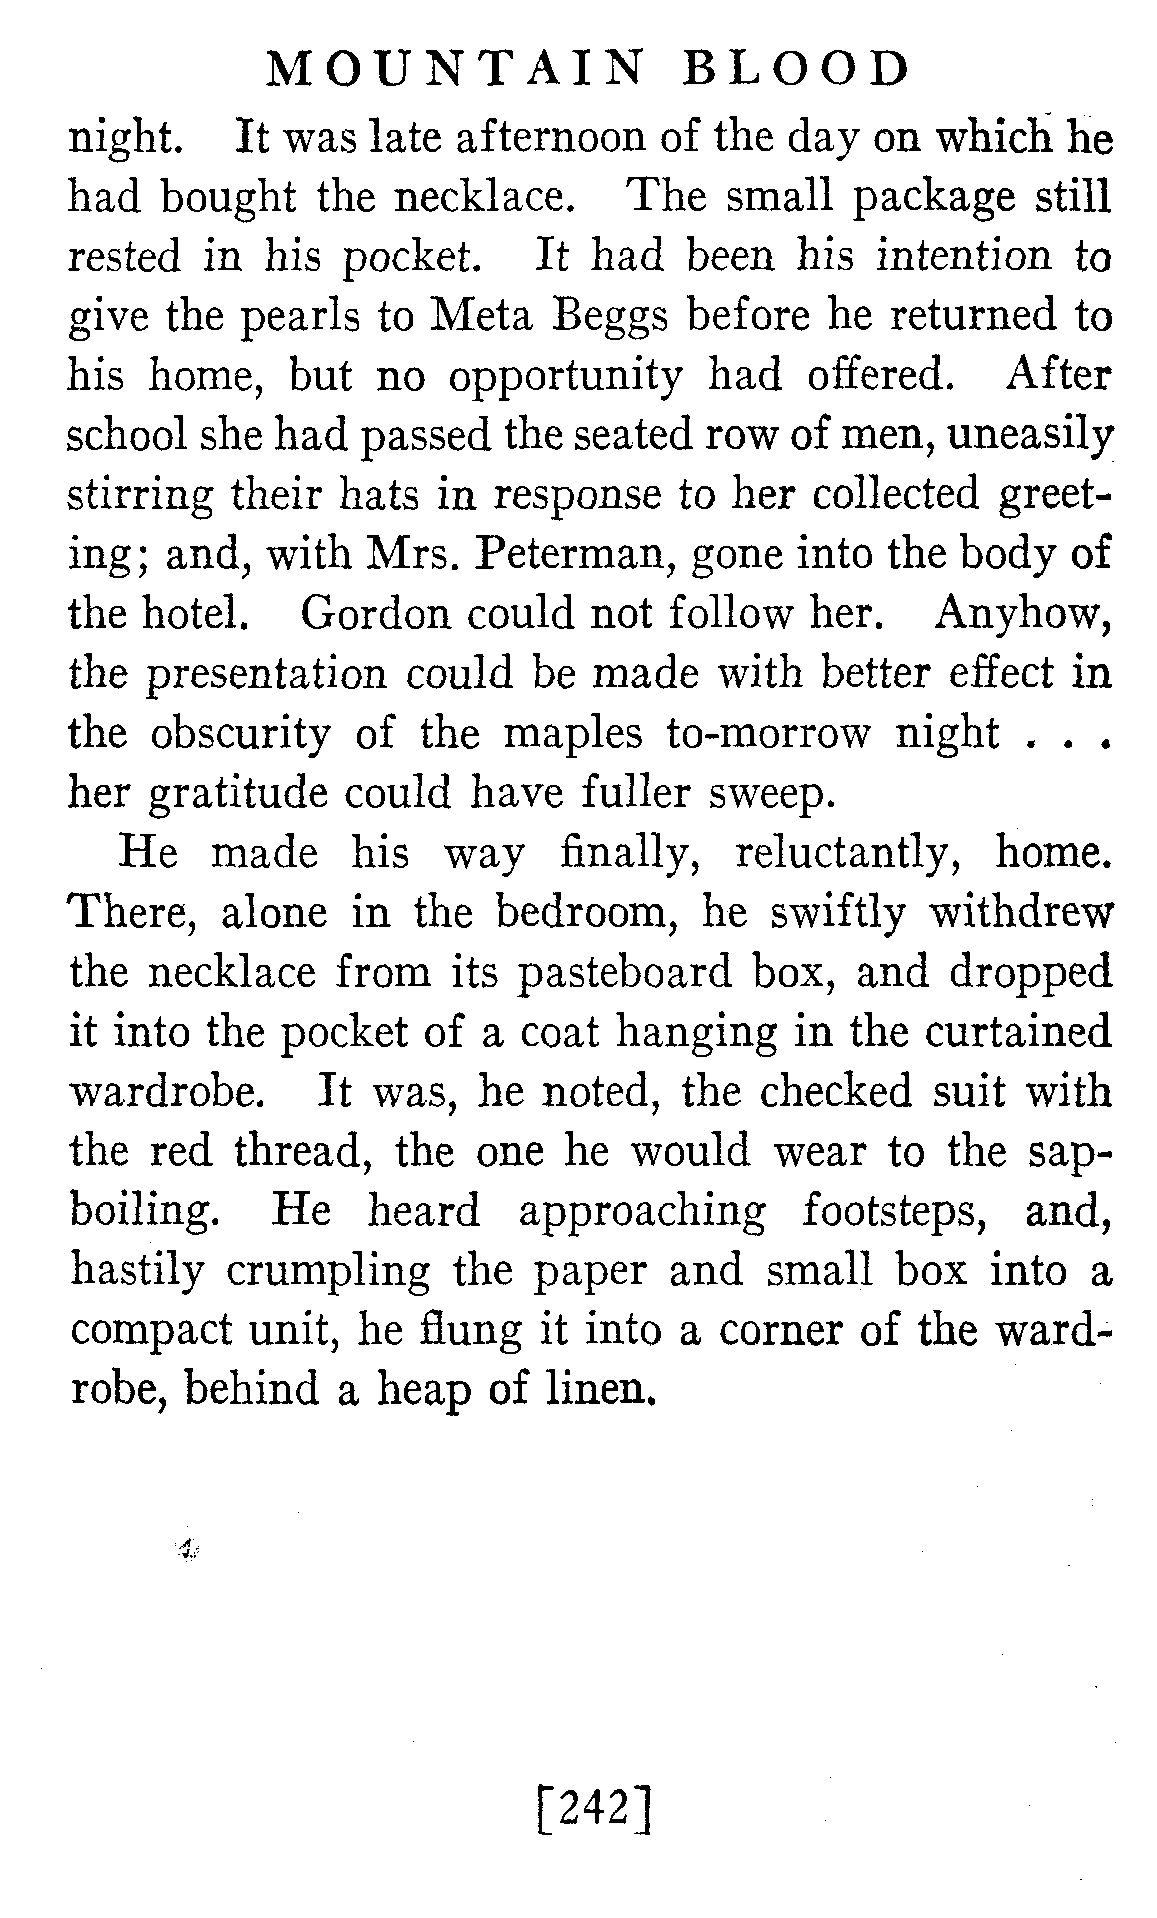 MOUNTAIN BLOOD
night. It was late afternoon of the day on which he
had bought the necklace. The small package still
rested in his pocket. It had been his intention to
give the pearls to Meta Beggs before he returned to
his home, but no opportunity had offered. After
school she had passed the seated row of men, uneasily
stirring their hats in response to her collected greet-
ing; and, with Mrs. Peterman, gone into the body of
the hotel. Gordon could not follow her. Anyhow,
the presentation could be made with better effect in
the obscurity of the maples to-morrow night . . .
her gratitude could have fuller sweep.
He made his way finally, reluctantly, home.
There, alone in the bedroom, he swiftly withdrew
the necklace from its pasteboard box, and dropped
it into the pocket of a coat hanging in the curtained
wardrobe. It was, he noted, the checked suit with
the red thread, the one he would wear to the sap-
boiling. He heard approaching footsteps, and,
hastily crumpling the paper and small box into a
compact unit, he flung it into a corner of the ward-
robe, behind a heap of linen.
[242]